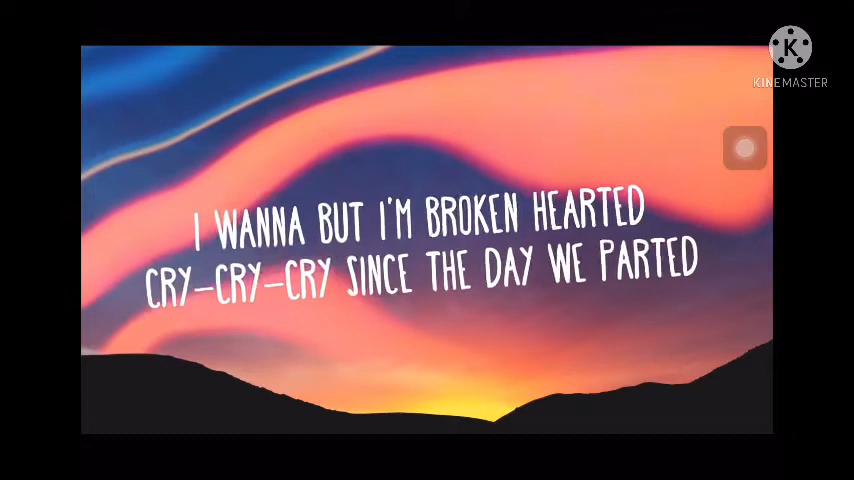 KINEMASTER
I WANNA BUT I'M BROKEN HEARTED
CRY-CRY-CRY SINCE THE DAY WE PARTED